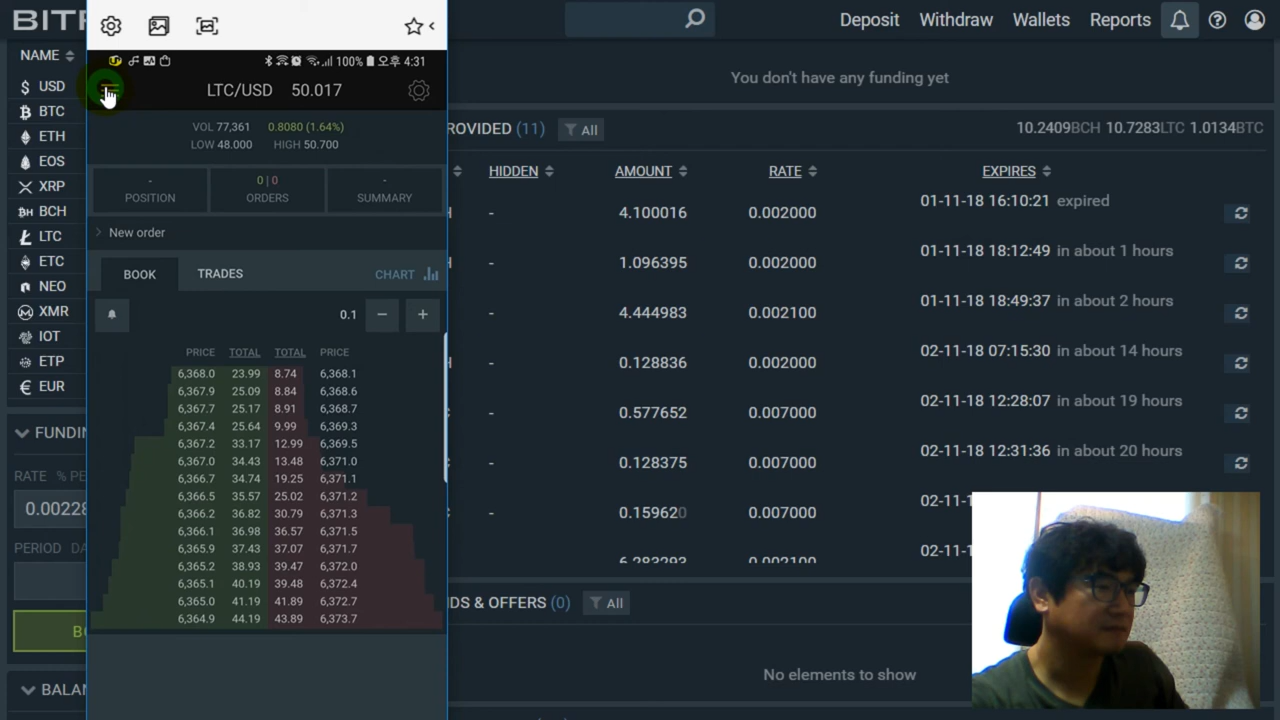 BITF
Deposit Withdraw Wallets Reports
NAME
USD
BTC
ETH
EOS
XRP
BCH
LTC
ETC
NEO
XMR
IOT
ETP
EUR
FUNDIN
RATE % PE
0.00228
PERIOD DA
BALAN
100% 오후 4:31
LTC/USD 50.017
VOL 77,361 0.8080 (1.64%)
LOW 48.000 HIGH 50.700
- 0|0 -
POSITION ORDERS SUMMARY
New order
BOOK TRADES CHART
0.1 − +
PRICE TOTAL TOTAL PRICE
6,368.0 23.99 8.74 6,368.1
6,367.9 25.09 8.84 6,368.6
6,367.7 25.17 8.91 6,368.7
6,367.4 25.64 9.99 6,369.3
6,367.2 33.17 12.99 6,369.5
6,367.0 34.43 13.48 6,371.0
6,366.7 34.74 19.25 6,371.1
6,366.5 35.57 25.02 6,371.2
6,366.2 36.82 30.79 6,371.3
6,366.1 36.98 36.57 6,371.5
6,365.9 37.43 37.07 6,371.7
6,365.2 38.93 39.47 6,372.0
6,365.1 40.19 39.48 6,372.4
6,365.0 41.19 41.89 6,372.7
6,364.9 44.19 43.89 6,373.7
You don't have any funding yet
ROVIDED (11) All 10.2409BCH 10.7283LTC 1.0134BTC
HIDDEN AMOUNT RATE EXPIRES
- 4.100016 0.002000 01-11-18 16:10:21 expired
- 1.096395 0.002000 01-11-18 18:12:49 in about 1 hours
- 4.444983 0.002100 01-11-18 18:49:37 in about 2 hours
- 0.128836 0.002000 02-11-18 07:15:30 in about 14 hours
- 0.577652 0.007000 02-11-18 12:28:07 in about 19 hours
- 0.128375 0.007000 02-11-18 12:31:36 in about 20 hours
- 0.159620 0.007000 02-11-1
6.283293 0.002100 02-11-1
DS & OFFERS (0) All
No elements to show